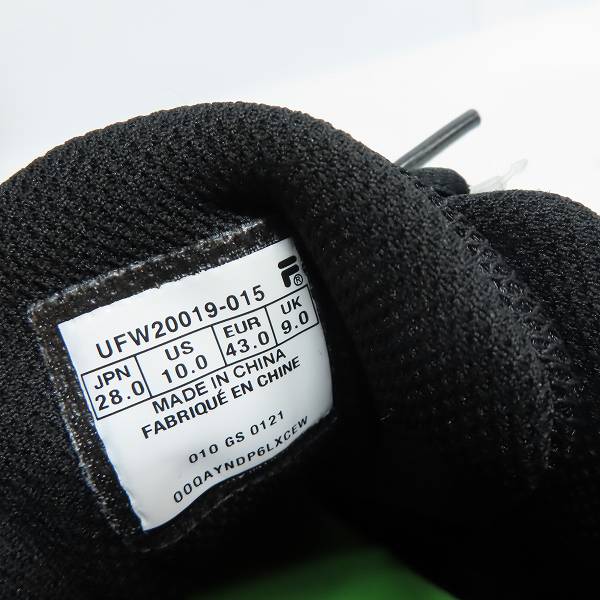 UFW20019-015
JPN US EUR UK
28.0 10.0 43.0 9.0
MADE IN CHINA
FABRIQUÉ EN CHINE
010 GS 0121
000AYNDP6LXCEW